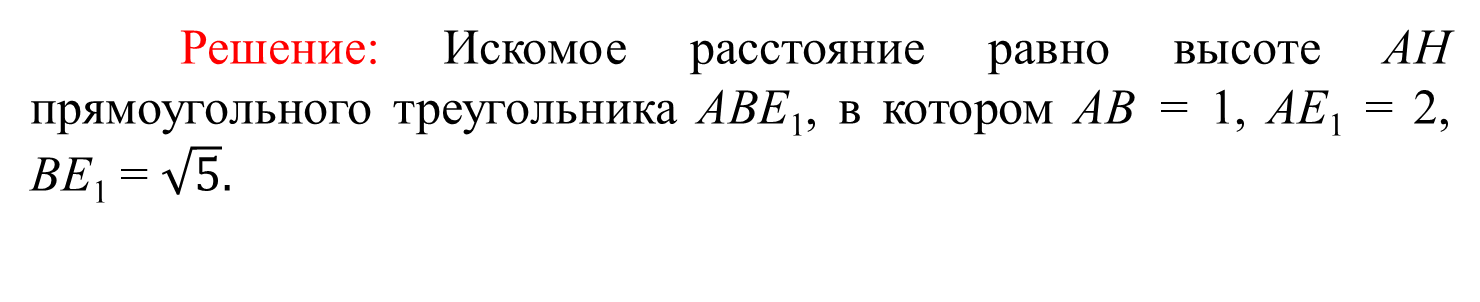 Решение: Искомое расстояние равно высоте AH
прямоугольного треугольника ABE₁, в котором AB = 1, AE₁ = 2,
BE₁ = √5.